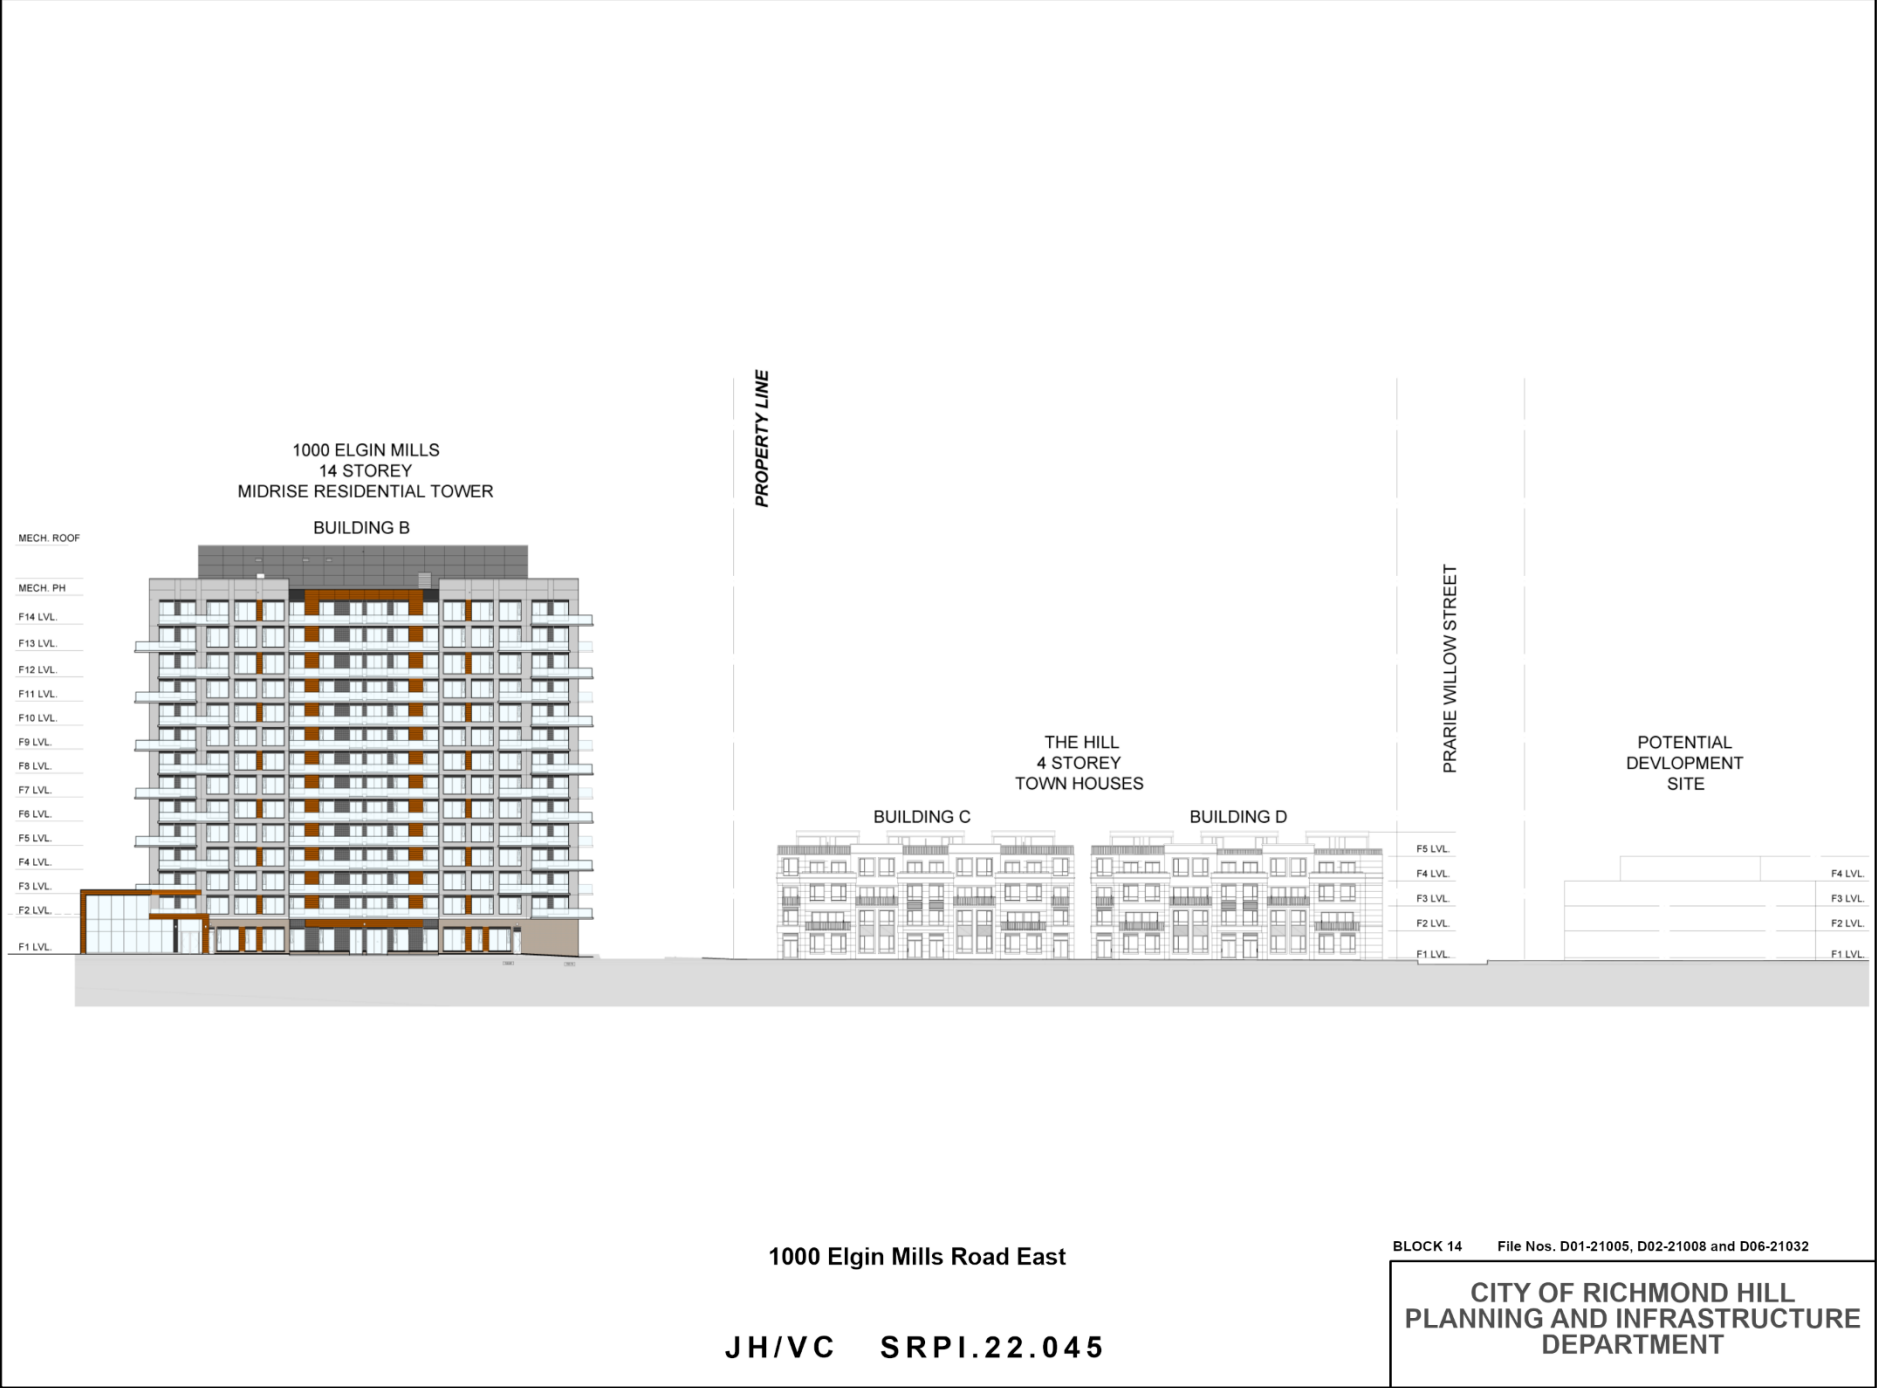 PROPERTY LINE
1000 ELGIN MILLS
14 STOREY
MIDRISE RESIDENTIAL TOWER
BUILDING B
MECH. ROOF
MECH. PH
F14 LVL.
F13 LVL.
F12 LVL.
F11 LVL.
F10 LVL.
F9 LVL.
F8 LVL.
F7 LVL.
F6 LVL.
F5 LVL.
F4 LVL.
F3 LVL.
F2 LVL.
F1 LVL.
THE HILL
4 STOREY
TOWN HOUSES
BUILDING C
BUILDING D
PRARIE WILLOW STREET
F5 LVL.
F4 LVL.
F3 LVL.
F2 LVL.
F1 LVL.
POTENTIAL
DEVLOPMENT
SITE
F4 LVL.
F3 LVL.
F2 LVL.
F1 LVL.
1000 Elgin Mills Road East
JH/VC SRPI.22.045
BLOCK 14 File Nos. D01-21005, D02-21008 and D06-21032
CITY OF RICHMOND HILL
PLANNING AND INFRASTRUCTURE
DEPARTMENT